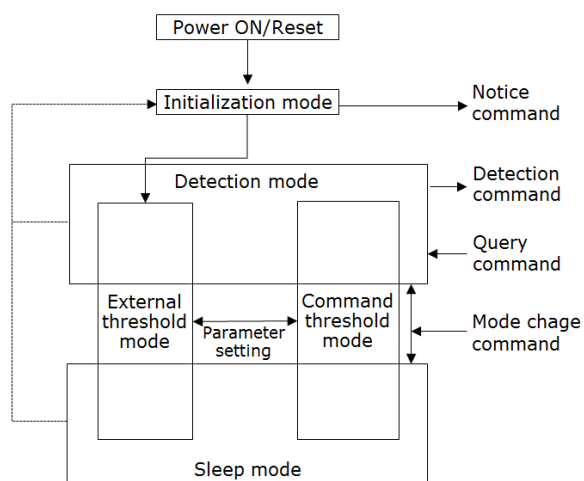 Power ON/Reset
Initialization mode
Notice
command
Detection mode
Detection
command
Query
command
External
threshold
mode
Parameter
setting
Command
threshold
mode
Mode chage
command
Sleep mode